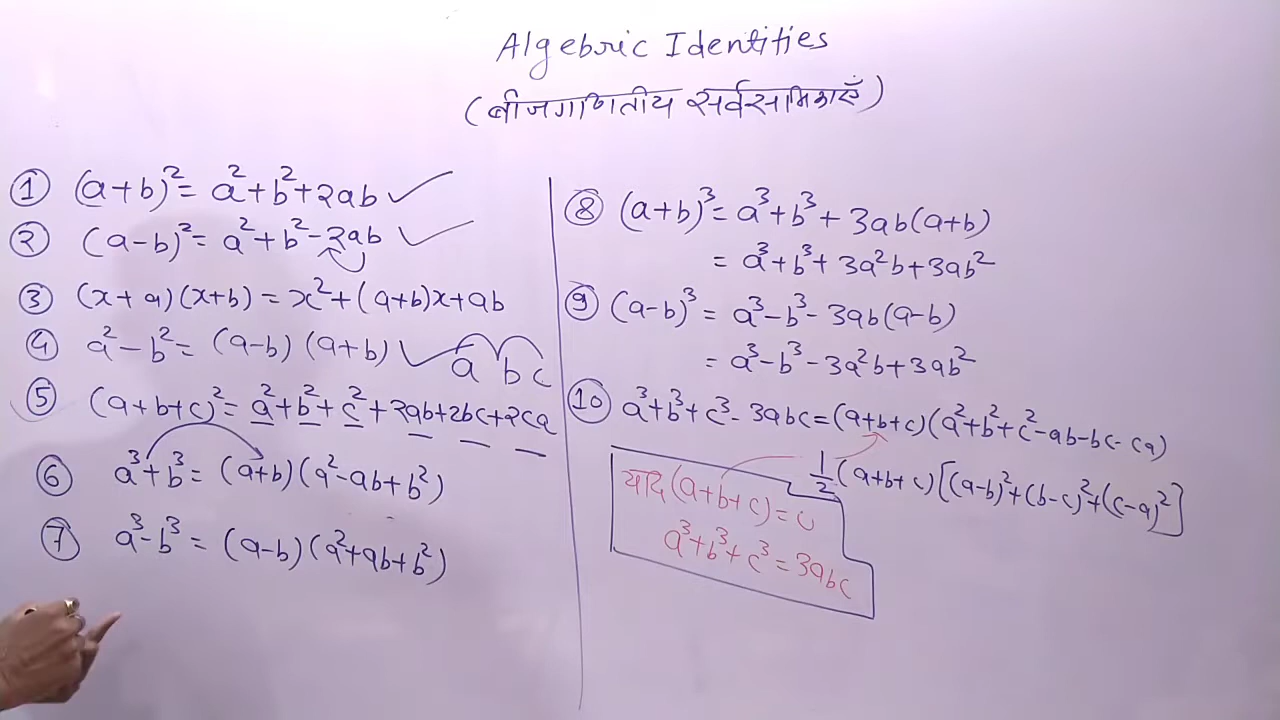 Algebric Identities
(बीजगणितीय सर्वसमिकाएँ)
① (a+b)² = a²+b²+2ab ✓
② (a-b)² = a²+b²-2ab ✓
③ (x+a)(x+b) = x²+(a+b)x+ab
④ a²-b² = (a-b)(a+b) ✓
a b c
⑤ (a+b+c)² = a²+b²+c²+2ab+2bc+2ca
⑥ a³+b³ = (a+b)(a²-ab+b²)
⑦ a³-b³ = (a-b)(a²+ab+b²)
⑧ (a+b)³ = a³+b³+3ab(a+b)
= a³+b³+3a²b+3ab²
⑨ (a-b)³ = a³-b³-3ab(a-b)
= a³-b³-3a²b+3ab²
⑩ a³+b³+c³-3abc = (a+b+c)(a²+b²+c²-ab-bc-ca)
1/2 (a+b+c)[(a-b)²+(b-c)²+(c-a)²]
यदि (a+b+c) = 0
a³+b³+c³ = 3abc